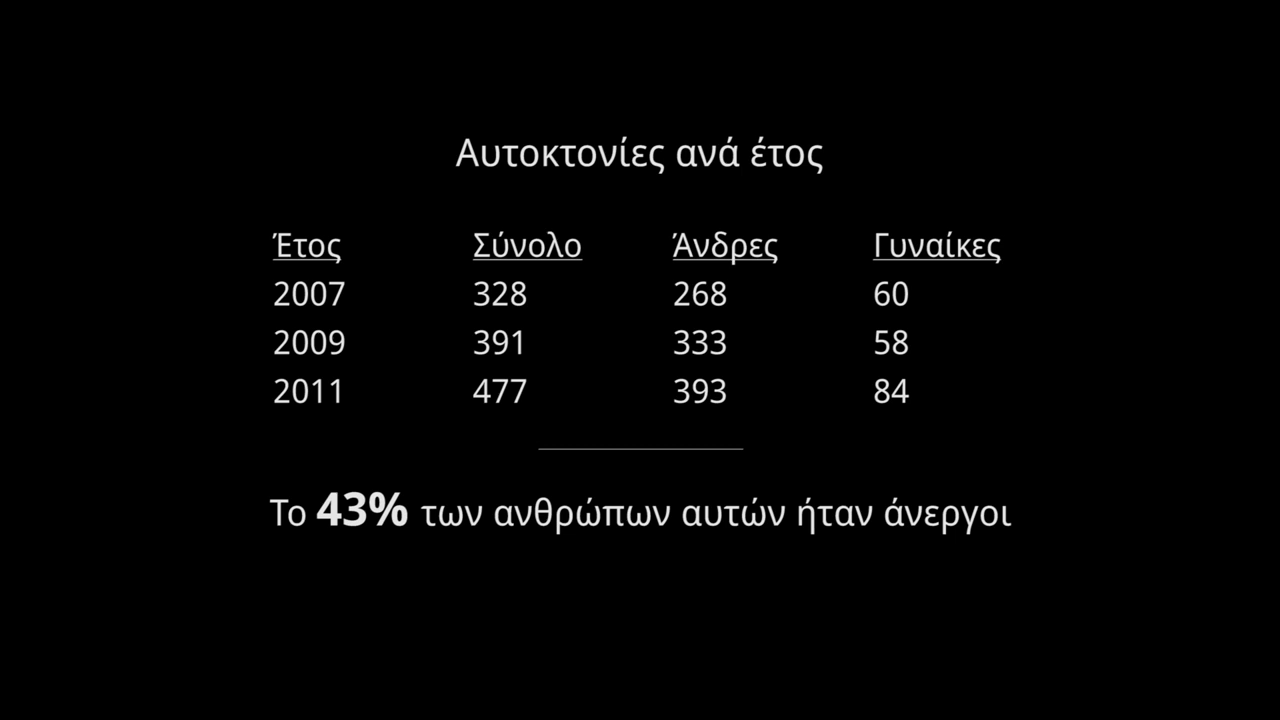 Αυτοκτονίες ανά έτος
Έτος Σύνολο Άνδρες Γυναίκες
2007 328 268 60
2009 391 333 58
2011 477 393 84
Το 43% των ανθρώπων αυτών ήταν άνεργοι